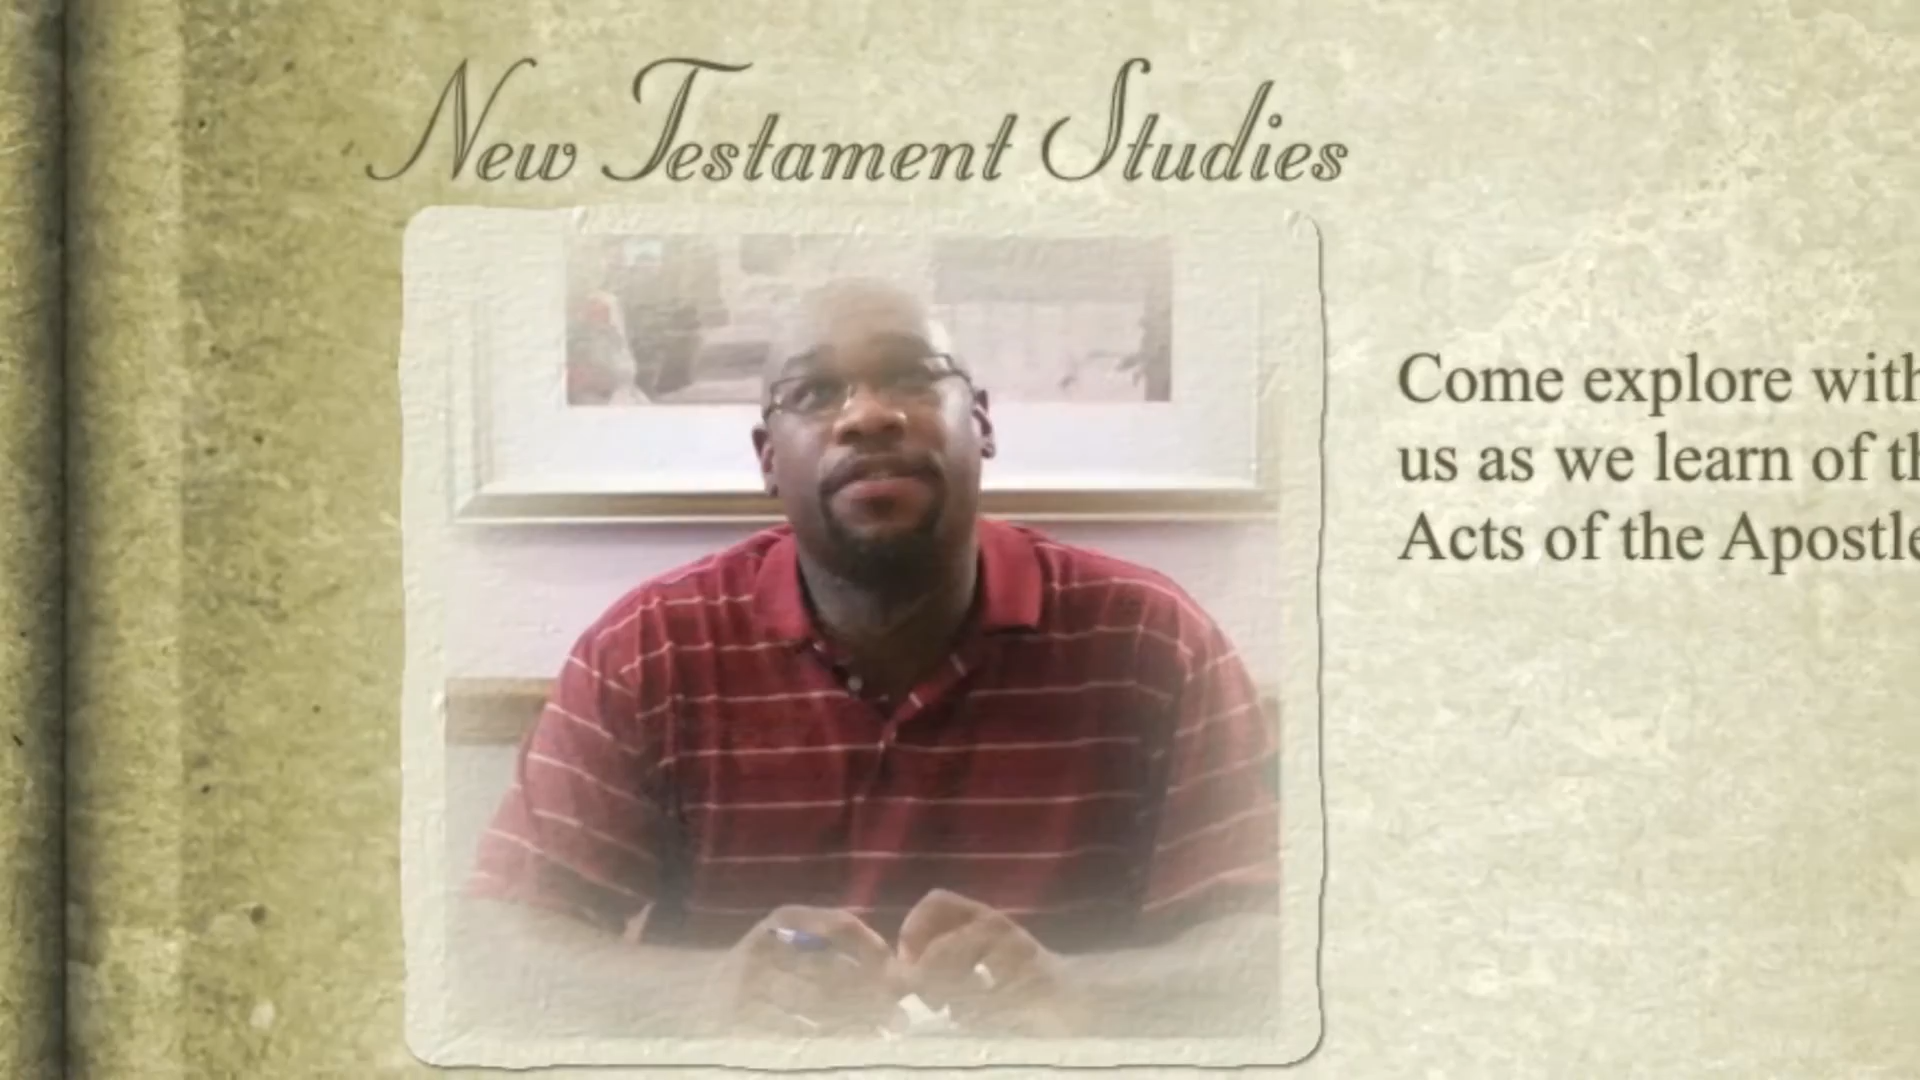 New Testament Studies
Come explore with
us as we learn of th
Acts of the Apostle